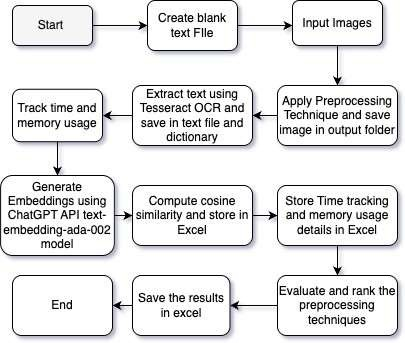 Start
Create blank
text FIle
Input Images
Apply Preprocessing
Technique and save
image in output folder
Extract text using
Tesseract OCR and
save in text file and
dictionary
Track time and
memory usage
Generate
Embeddings using
ChatGPT API text-
embedding-ada-002
model
Compute cosine
similarity and store in
Excel
Store Time tracking
and memory usage
details in Excel
Evaluate and rank the
preprocessing
techniques
Save the results
in excel
End